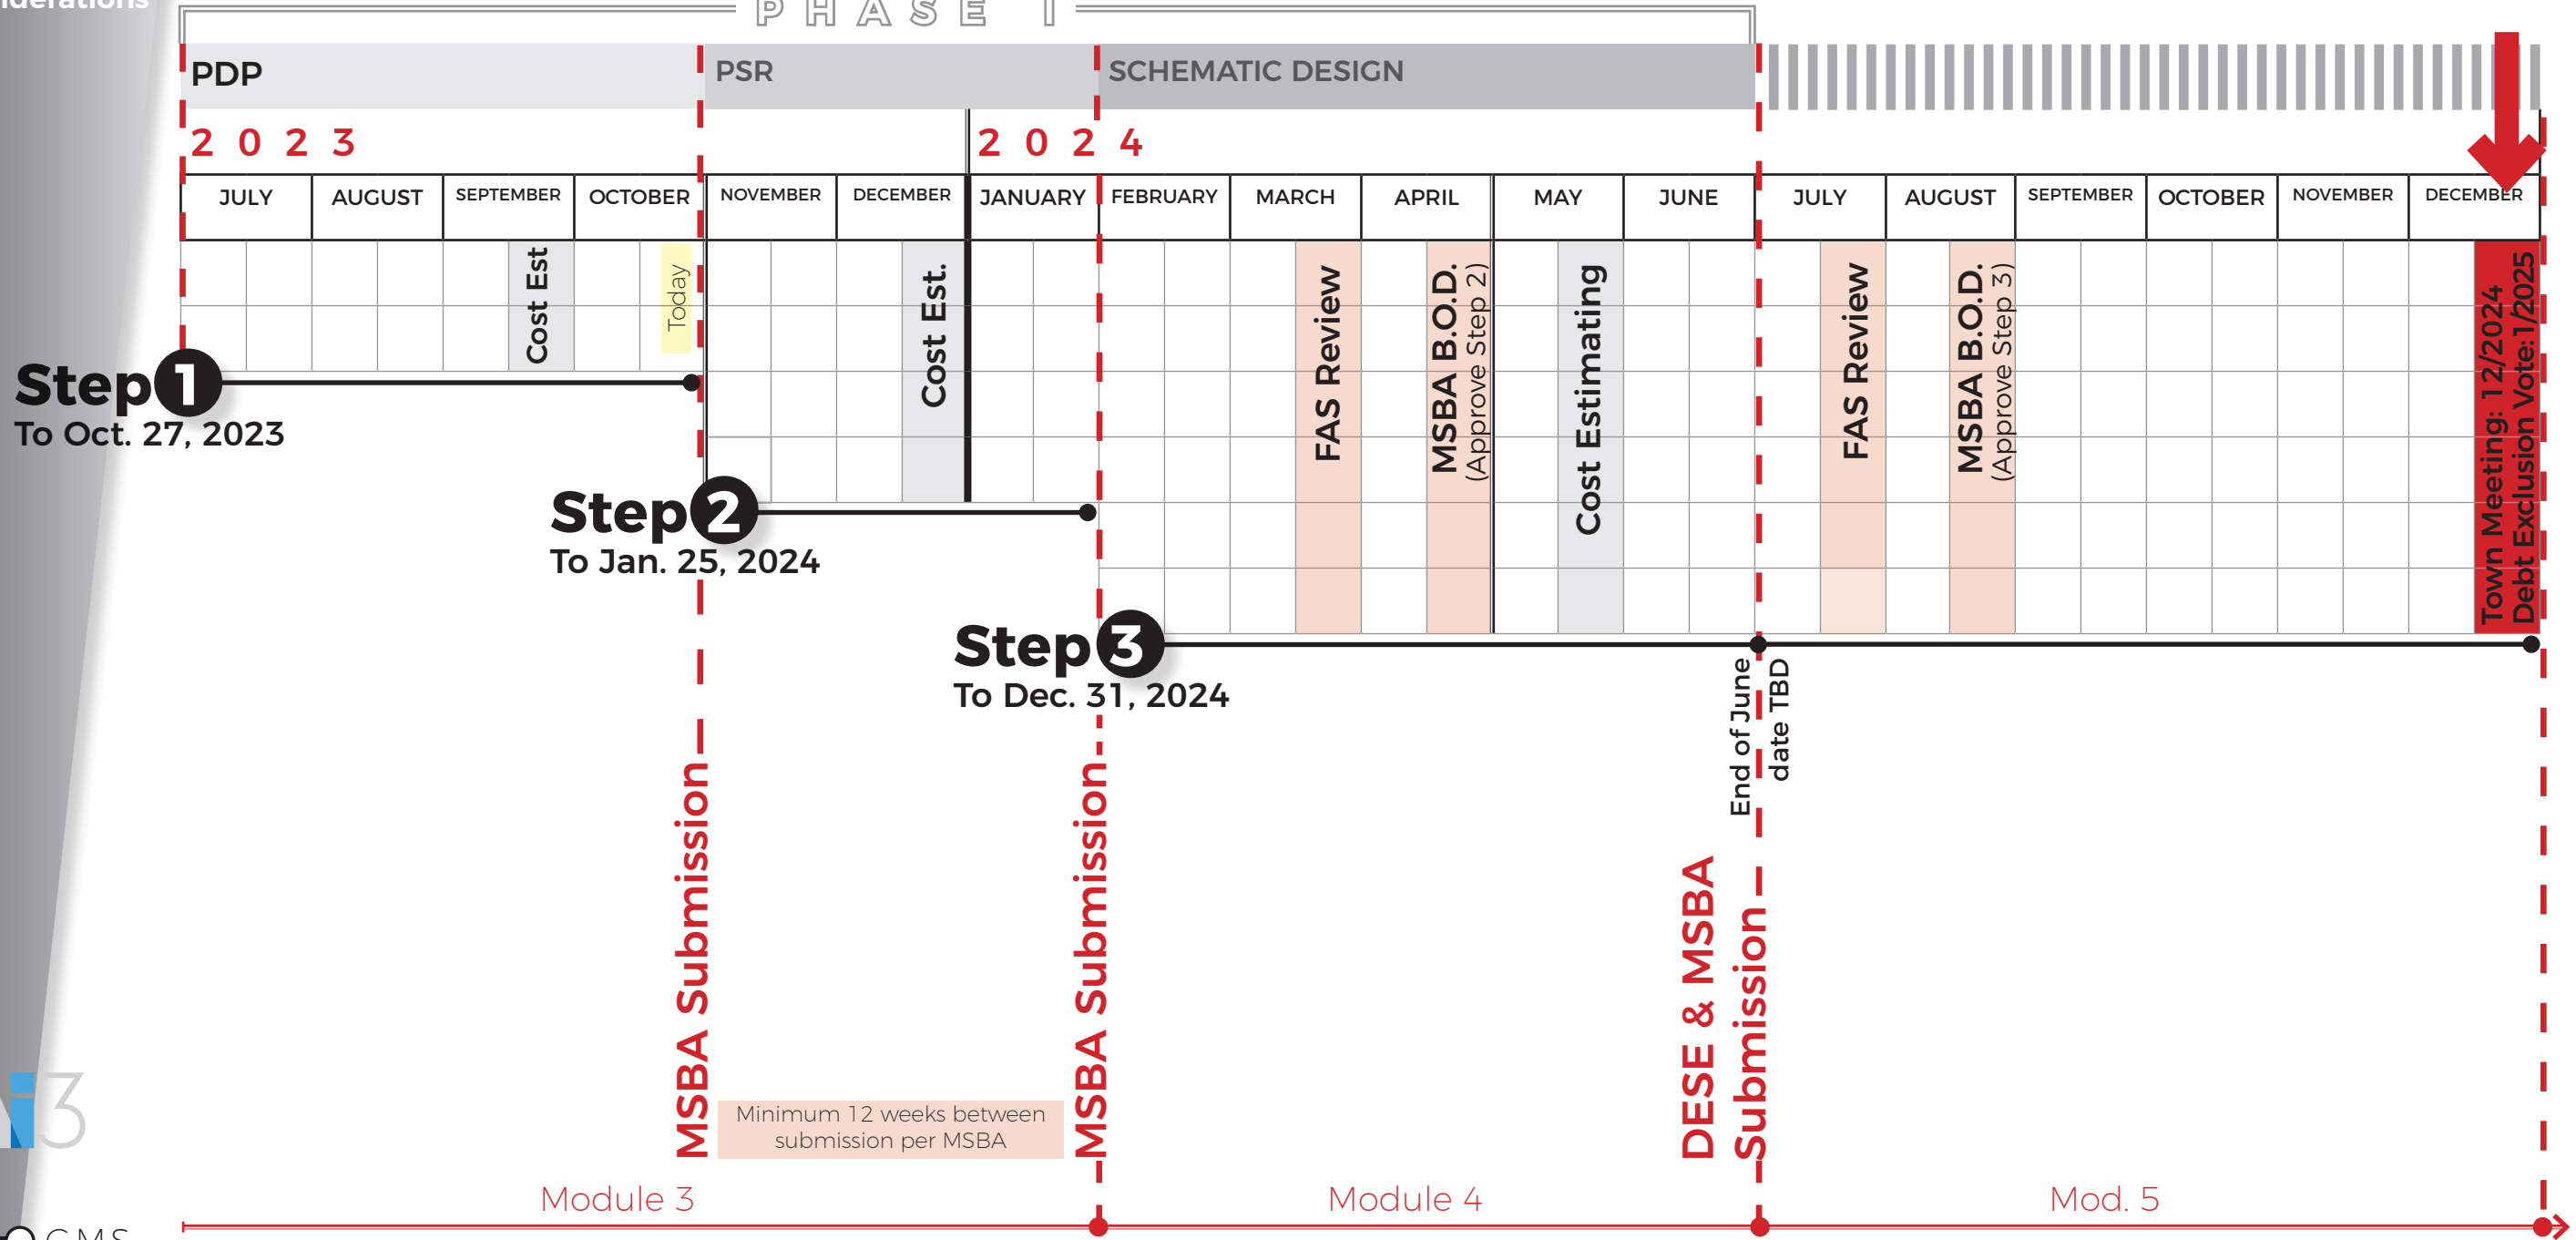 PHASE 1
PDP
PSR
SCHEMATIC DESIGN
2023
2024
JULY
AUGUST
SEPTEMBER
OCTOBER
NOVEMBER
DECEMBER
JANUARY
FEBRUARY
MARCH
APRIL
MAY
JUNE
JULY
AUGUST
SEPTEMBER
OCTOBER
NOVEMBER
DECEMBER
Cost Est
Today
Cost Est.
FAS Review
MSBA B.O.D.
(Approve Step 2)
Cost Estimating
FAS Review
MSBA B.O.D.
(Approve Step 3)
Town Meeting: 12/2024
Debt Exclusion Vote: 1/2025
Step 1
To Oct. 27, 2023
Step 2
To Jan. 25, 2024
Step 3
To Dec. 31, 2024
End of June
date TBD
MSBA Submission
MSBA Submission
DESE & MSBA
Submission
Minimum 12 weeks between
submission per MSBA
Module 3
Module 4
Mod. 5
i3